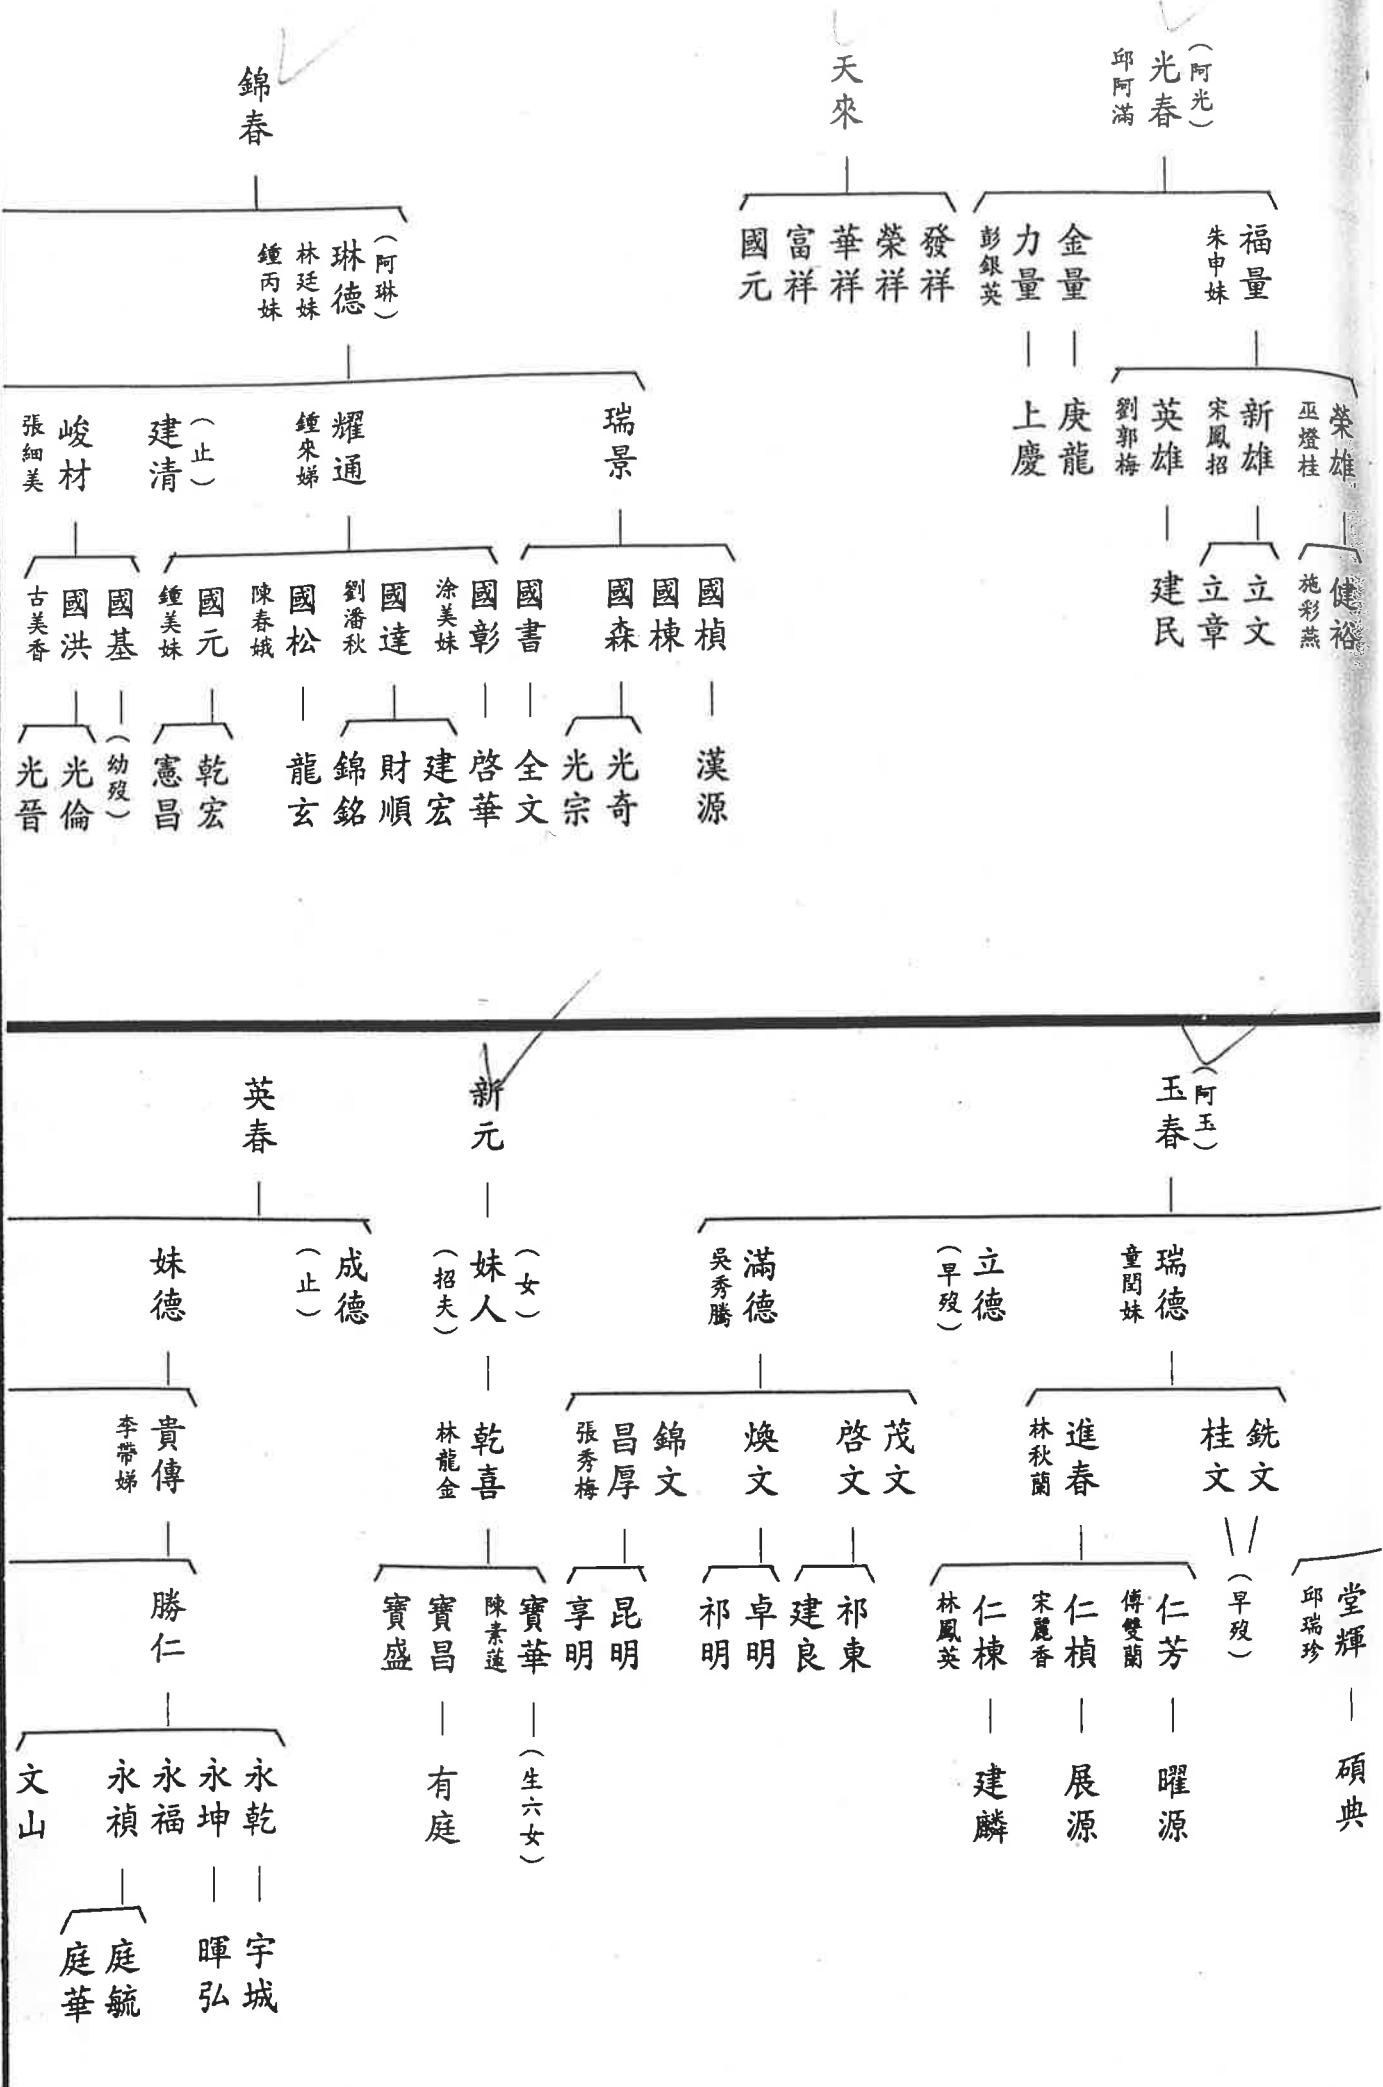 （阿光）
光春
邱阿滿
天來
錦春
福量
朱申妹
金量
力量
彭銀英
發祥
榮祥
華祥
富祥
國元
（阿琳）
琳德
林廷妹
鍾丙妹
榮雄
巫燈桂
新雄
宋鳳招
英雄
劉郭梅
庚龍
上慶
瑞景
耀通
鍾來娣
（止）
建清
峻材
張細美
健裕
施彩燕
立文
立章
建民
國楨
國棟
國森
國書
國彰
涂美妹
國達
劉潘秋
國松
陳春娥
國元
鍾美妹
國基
國洪
古美香
漢源
光奇
光宗
全文
啓華
建宏
財順
錦銘
龍玄
乾宏
憲昌
（幼歿）
光倫
光晉
（阿玉）
玉春
新元
英春
瑞德
童閏妹
立德
（早歿）
滿德
吳秀騰
（女）
妹人
（招夫）
成德
（止）
妹德
銑文
桂文
進春
林秋蘭
茂文
啓文
煥文
錦文
昌厚
張秀梅
乾喜
林龍金
貴傳
李帶娣
堂輝
邱瑞珍
（早歿）
仁芳
傅雙蘭
仁楨
宋麗香
仁棟
林鳳英
祁東
建良
卓明
祁明
昆明
享明
寶華
陳素蓮
寶昌
寶盛
勝仁
碩典
曜源
展源
建麟
（生六女）
有庭
永乾
永坤
永福
永禎
文山
宇城
暉弘
庭毓
庭華